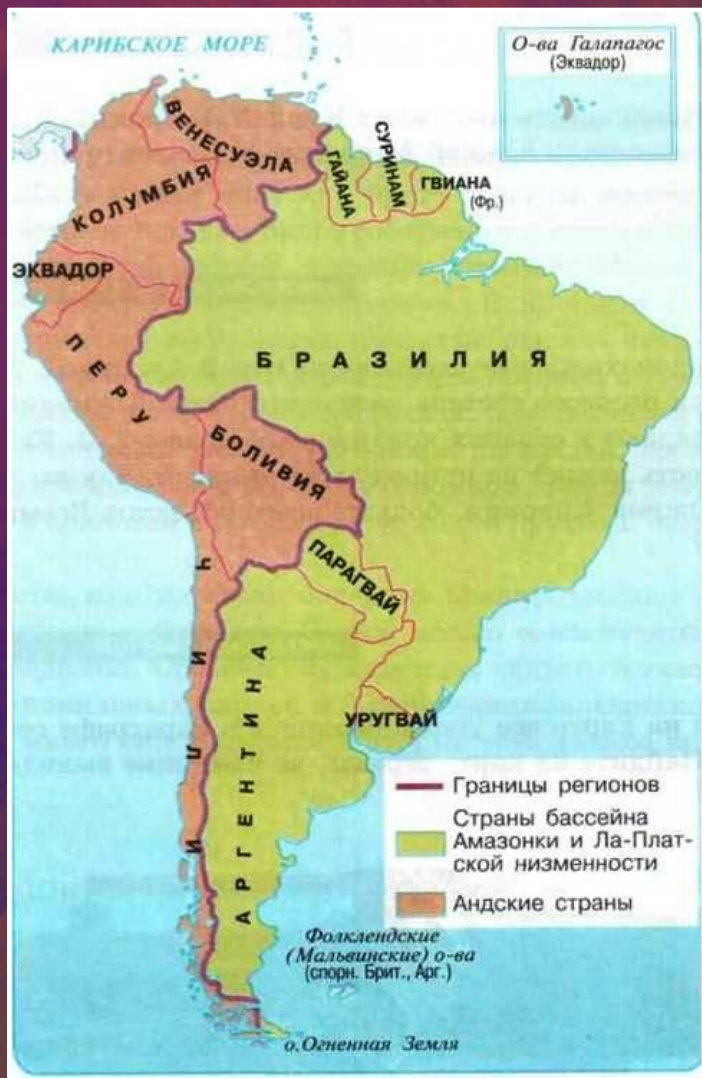 КАРИБСКОЕ МОРЕ
О-ва Галапагос
(Эквадор)
ВЕНЕСУЭЛА
КОЛУМБИЯ
ГАЙАНА
СУРИНАМ
ГВИАНА
(Фр.)
ЭКВАДОР
ПЕРУ
БРАЗИЛИЯ
БОЛИВИЯ
ПАРАГВАЙ
ЧИЛИ
АРГЕНТИНА
УРУГВАЙ
Границы регионов
Страны бассейна
Амазонки и Ла-Плат-
ской низменности
Андские страны
Фолклендские
(Мальвинские) о-ва
(спорн. Брит., Арг.)
о.Огненная Земля